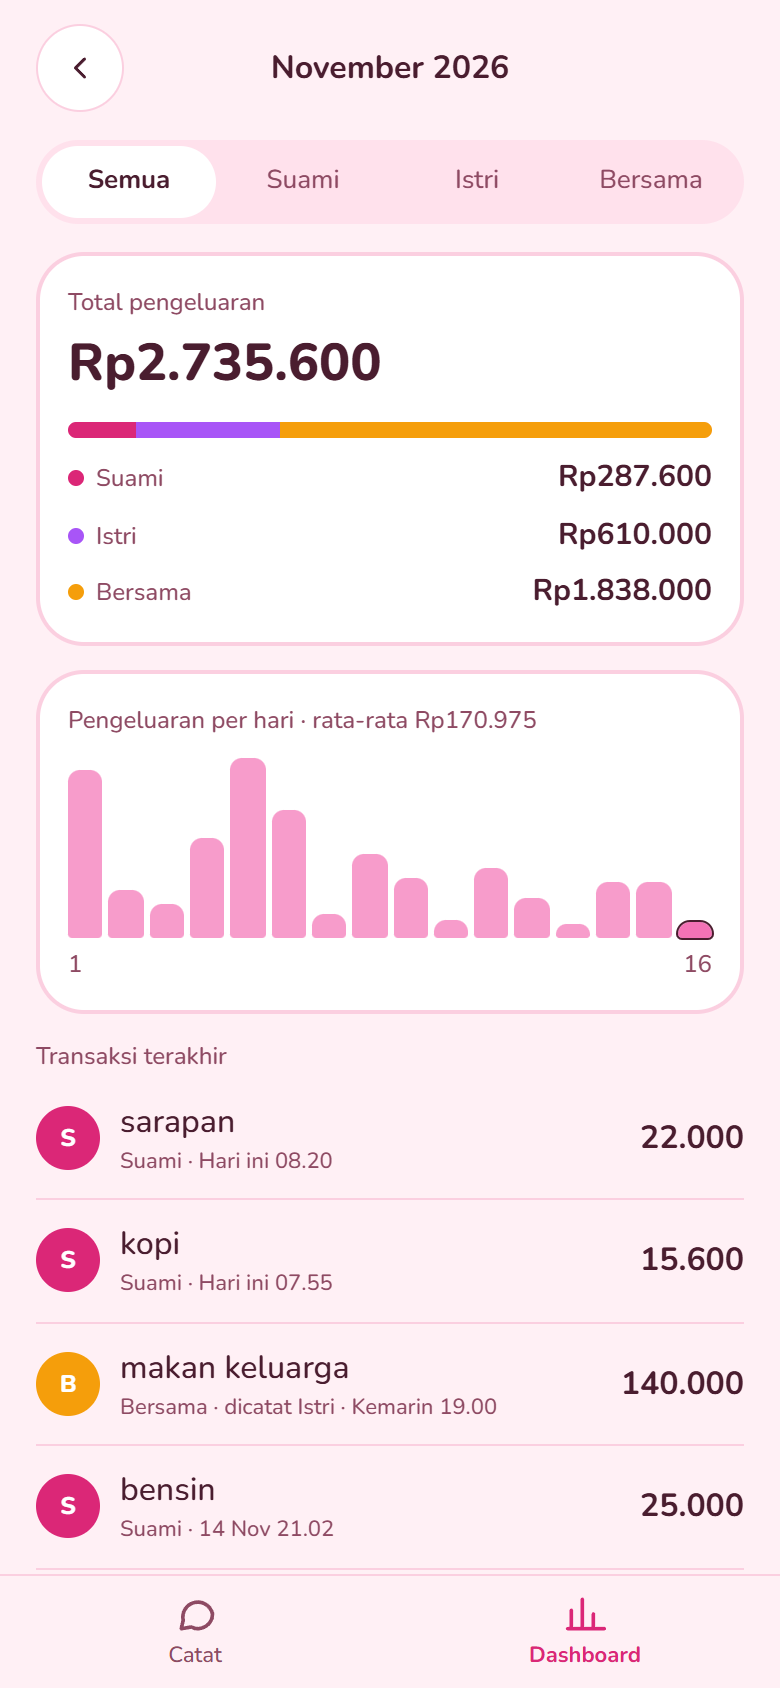 November 2026
Semua Suami Istri Bersama
Total pengeluaran
Rp2.735.600
Suami Rp287.600
Istri Rp610.000
Bersama Rp1.838.000
Pengeluaran per hari · rata-rata Rp170.975
1 16
Transaksi terakhir
S sarapan 22.000
Suami · Hari ini 08.20
S kopi 15.600
Suami · Hari ini 07.55
B makan keluarga 140.000
Bersama · dicatat Istri · Kemarin 19.00
S bensin 25.000
Suami · 14 Nov 21.02
Catat Dashboard